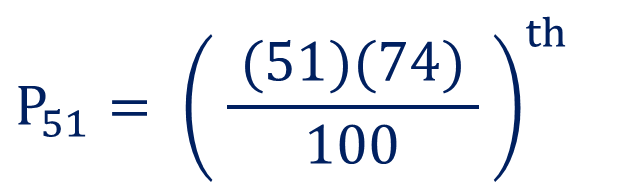 P₅₁ = ( (51)(74) / 100 )ᵗʰ